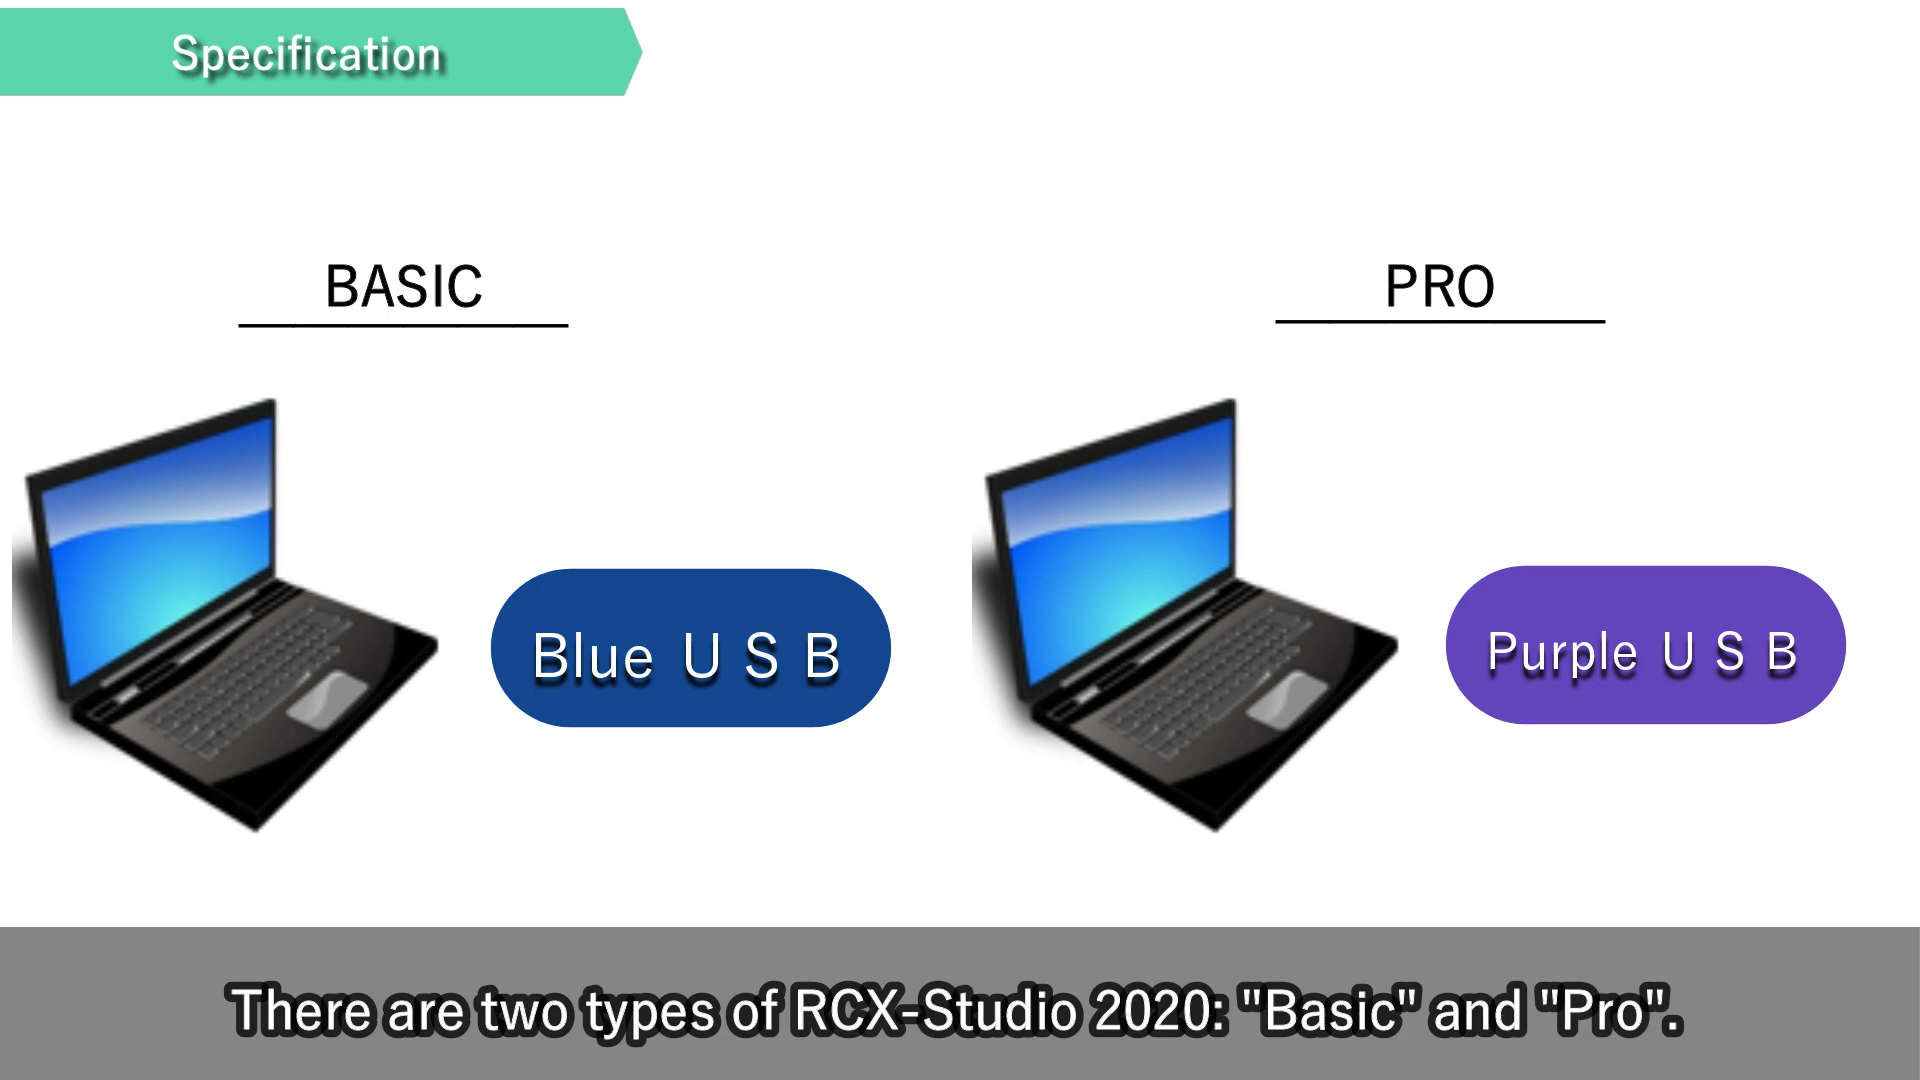 Specification
BASIC
PRO
Blue U S B
Purple U S B
There are two types of RCX-Studio 2020: "Basic" and "Pro".